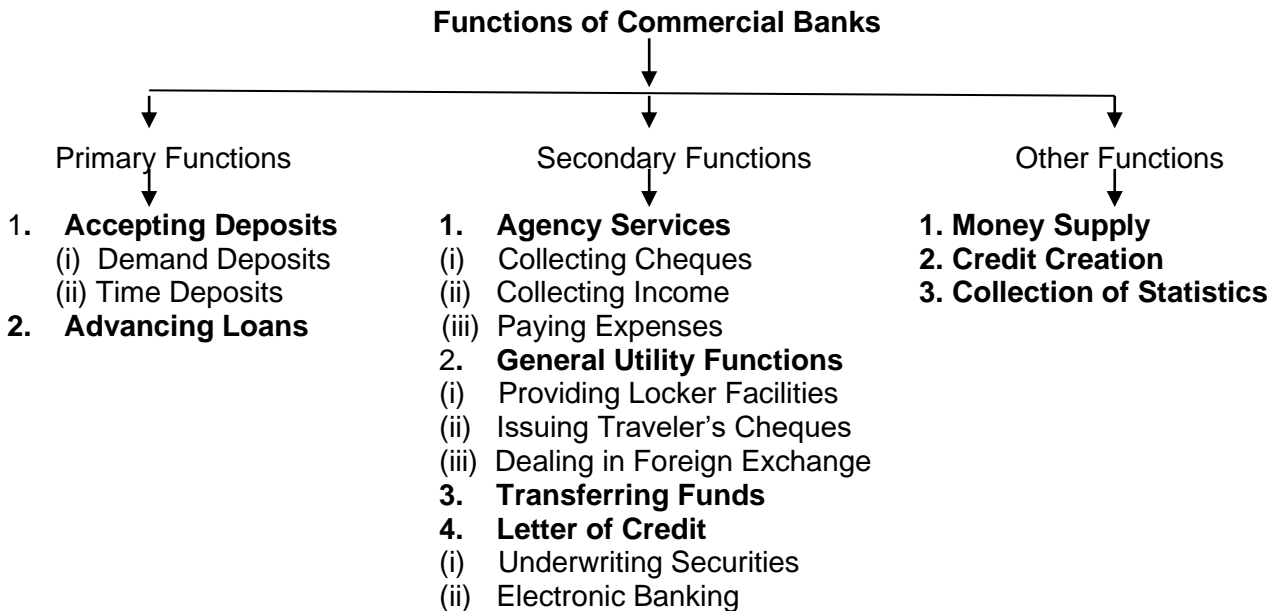 Functions of Commercial Banks
Primary Functions
1. Accepting Deposits
(i) Demand Deposits
(ii) Time Deposits
2. Advancing Loans
Secondary Functions
1. Agency Services
(i) Collecting Cheques
(ii) Collecting Income
(iii) Paying Expenses
2. General Utility Functions
(i) Providing Locker Facilities
(ii) Issuing Traveler’s Cheques
(iii) Dealing in Foreign Exchange
3. Transferring Funds
4. Letter of Credit
(i) Underwriting Securities
(ii) Electronic Banking
Other Functions
1. Money Supply
2. Credit Creation
3. Collection of Statistics